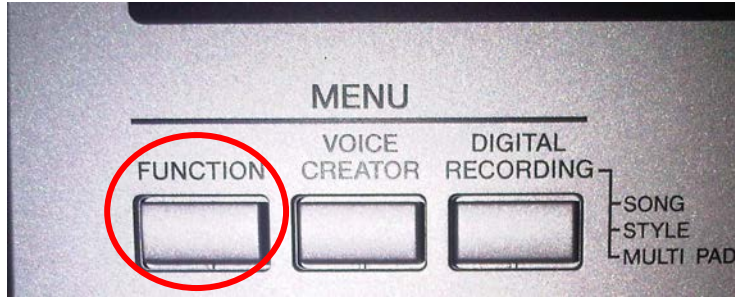 MENU
FUNCTION
VOICE
CREATOR
DIGITAL
RECORDING
SONG
STYLE
MULTI PAD